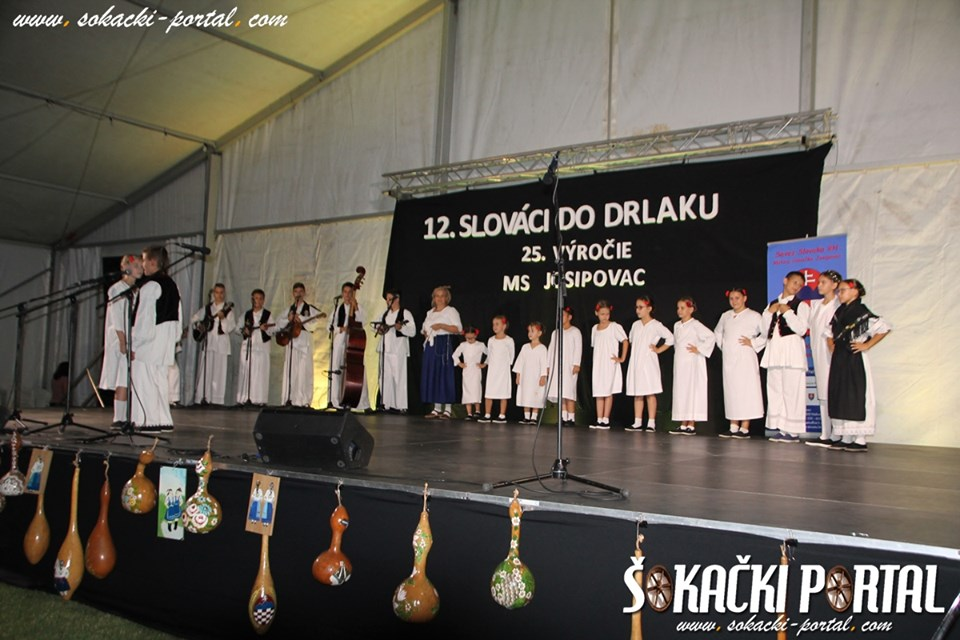 www. sokacki-portal. com
12. SLOVÁCI DO DRLAKU
25. VÝROČIE
MS JOSIPOVAC
ŠOKAČKI PORTAL
www. sokacki-portal. com